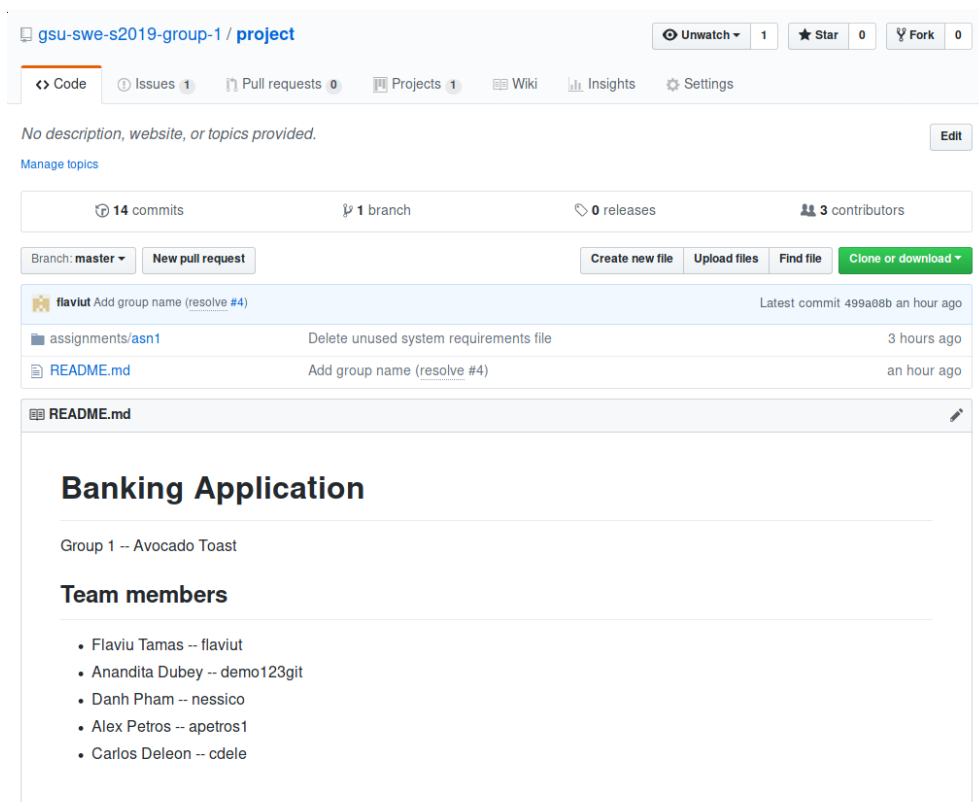 gsu-swe-s2019-group-1 / project Unwatch 1 Star 0 Fork 0
Code Issues 1 Pull requests 0 Projects 1 Wiki Insights Settings
No description, website, or topics provided. Edit
Manage topics
14 commits 1 branch 0 releases 3 contributors
Branch: master New pull request Create new file Upload files Find file Clone or download
flaviut Add group name (resolve #4) Latest commit 499a08b an hour ago
assignments/asn1 Delete unused system requirements file 3 hours ago
README.md Add group name (resolve #4) an hour ago
README.md
Banking Application
Group 1 -- Avocado Toast
Team members
• Flaviu Tamas -- flaviut
• Anandita Dubey -- demo123git
• Danh Pham -- nessico
• Alex Petros -- apetros1
• Carlos Deleon -- cdele